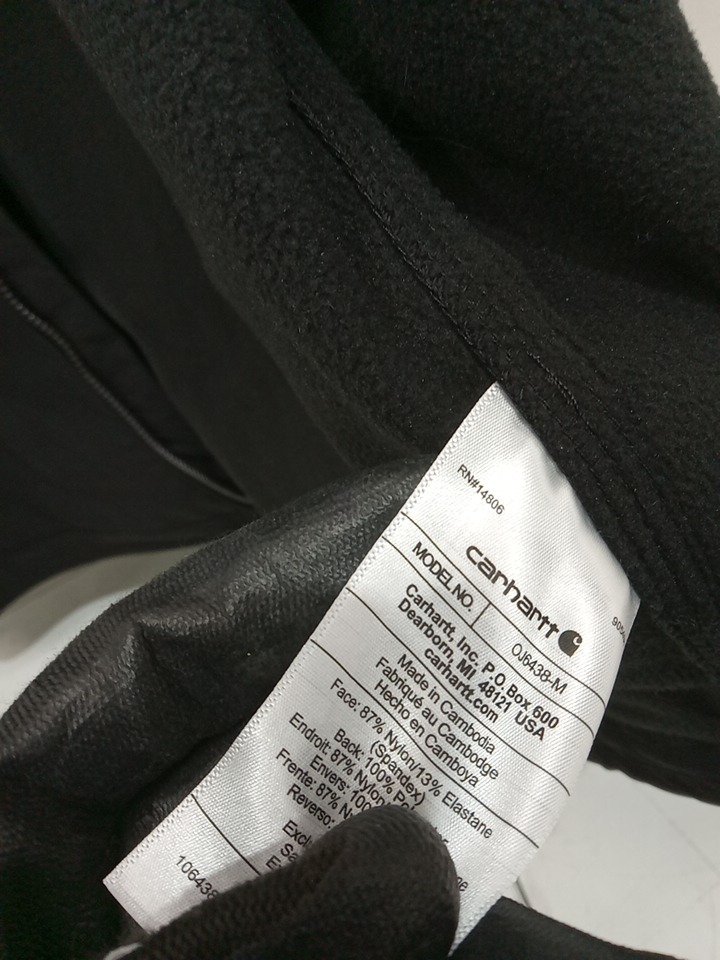 RN#14806
carhartt
MODEL NO. OJ6438-M
Carhartt, Inc. P.O. Box 600
Dearborn, MI 48121 USA
carhartt.com
Made in Cambodia
Fabriqué au Cambodge
Hecho en Camboya
Face: 87% Nylon/13% Elastane
(Spandex)
Back: 100%
Endroit: 87% Nylon
Envers:
Frente: 87%
Reverso:
106438